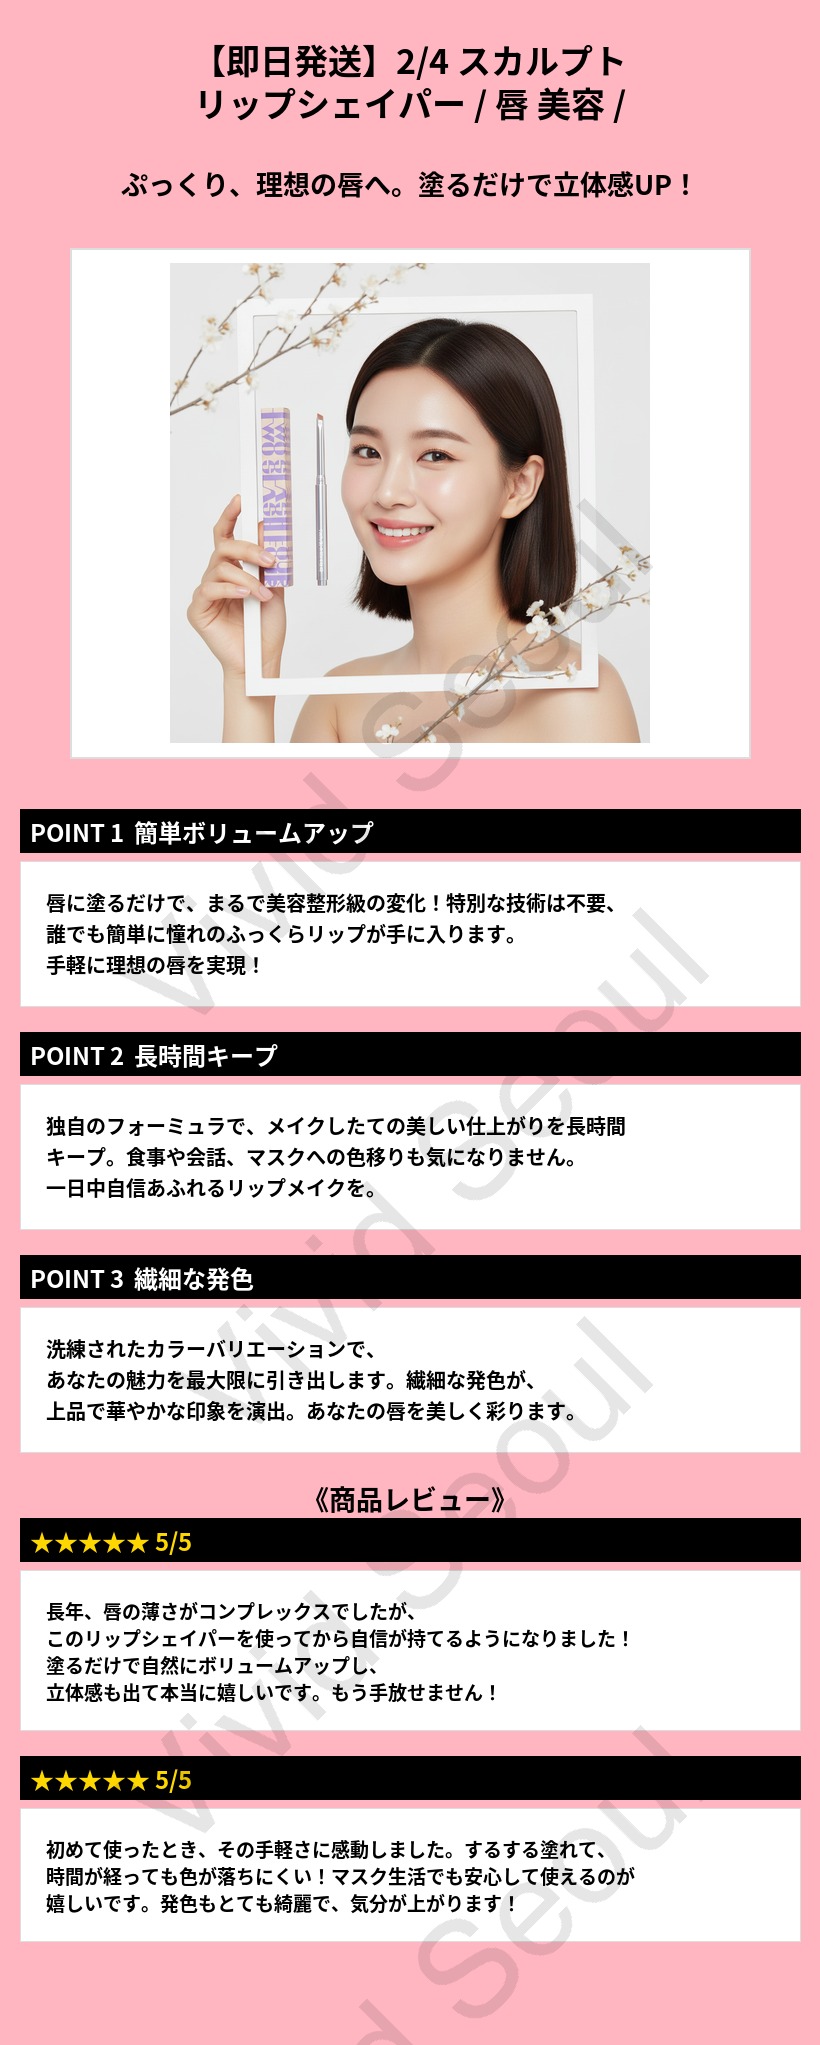 【即日発送】2/4 スカルプト
リップシェイパー / 唇 美容 /
ぷっくり、理想の唇へ。塗るだけで立体感UP！
POINT 1 簡単ボリュームアップ
唇に塗るだけで、まるで美容整形級の変化！特別な技術は不要、
誰でも簡単に憧れのふっくらリップが手に入ります。
手軽に理想の唇を実現！
POINT 2 長時間キープ
独自のフォーミュラで、メイクしたての美しい仕上がりを長時間
キープ。食事や会話、マスクへの色移りも気になりません。
一日中自信あふれるリップメイクを。
POINT 3 繊細な発色
洗練されたカラーバリエーションで、
あなたの魅力を最大限に引き出します。繊細な発色が、
上品で華やかな印象を演出。あなたの唇を美しく彩ります。
《商品レビュー》
★★★★★ 5/5
長年、唇の薄さがコンプレックスでしたが、
このリップシェイパーを使ってから自信が持てるようになりました！
塗るだけで自然にボリュームアップし、
立体感も出て本当に嬉しいです。もう手放せません！
★★★★★ 5/5
初めて使ったとき、その手軽さに感動しました。するする塗れて、
時間が経っても色が落ちにくい！マスク生活でも安心して使えるのが
嬉しいです。発色もとても綺麗で、気分が上がります！
Vivid Seoul
Vivid Seoul
Vivid Seoul
Vivid Seoul